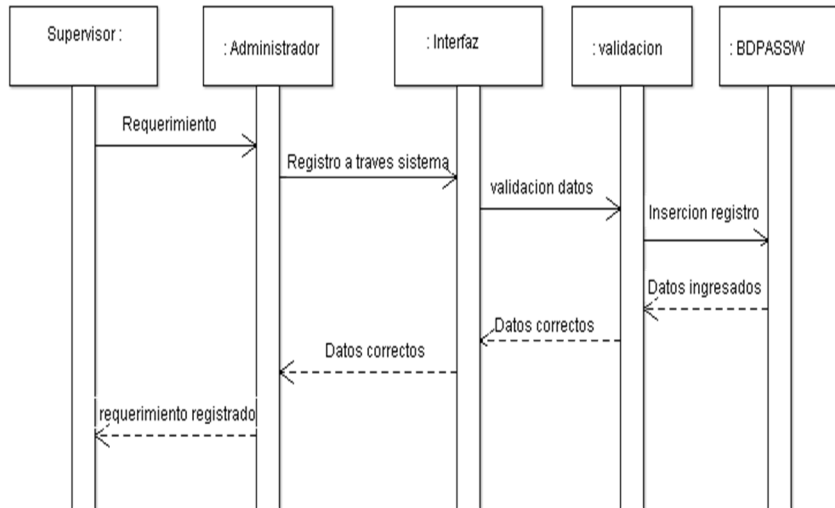 Supervisor :
: Administrador
: Interfaz
: validacion
: BDPASSW
Requerimiento
Registro a traves sistema
validacion datos
Insercion registro
Datos ingresados
Datos correctos
Datos correctos
requerimiento registrado